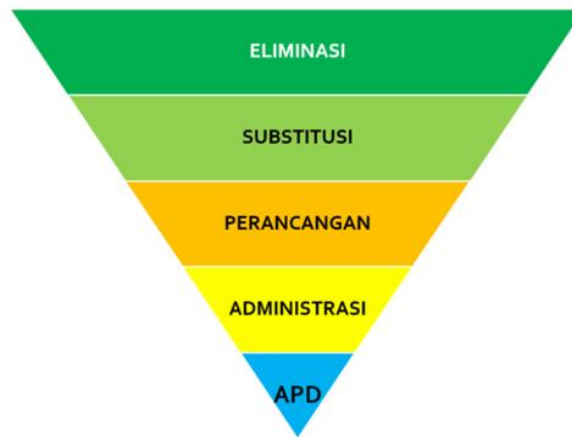 ELIMINASI
SUBSTITUSI
PERANCANGAN
ADMINISTRASI
APD